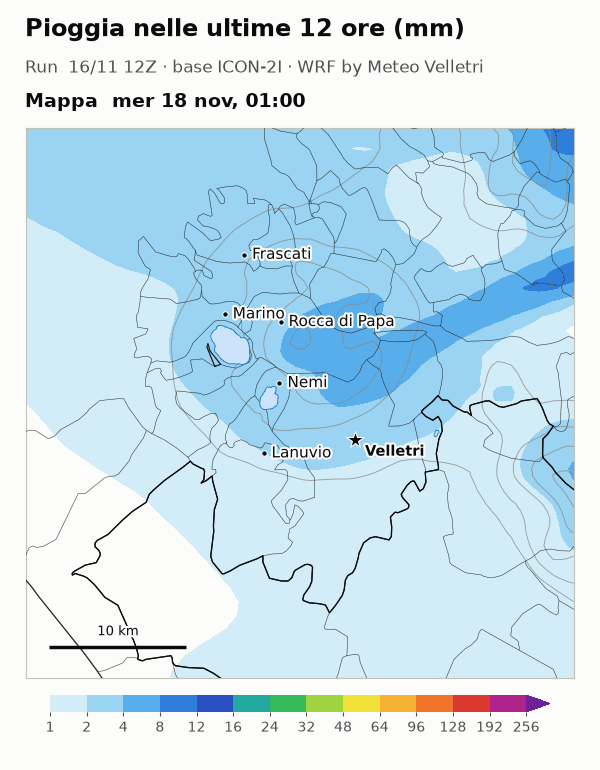 Pioggia nelle ultime 12 ore (mm)
Run  16/11 12Z · base ICON-2I · WRF by Meteo Velletri
Mappa  mer 18 nov, 01:00
Frascati
Marino
Rocca di Papa
Nemi
Velletri
Lanuvio
10 km
1 2 4 8 12 16 24 32 48 64 96 128 192 256